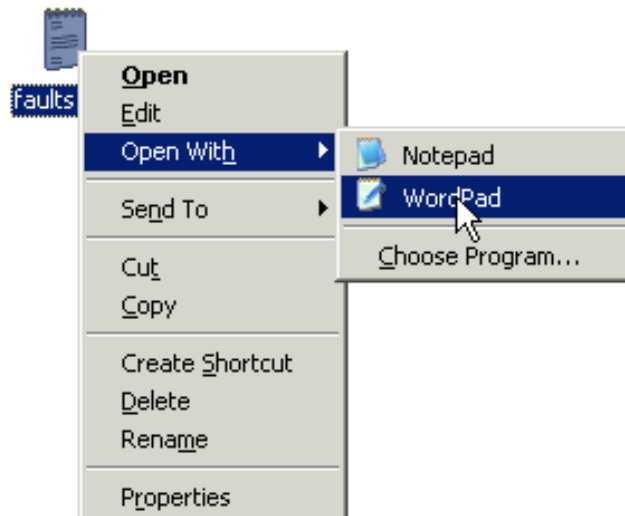 faults
Open
Edit
Open With
Send To
Cut
Copy
Create Shortcut
Delete
Rename
Properties
Notepad
WordPad
Choose Program...